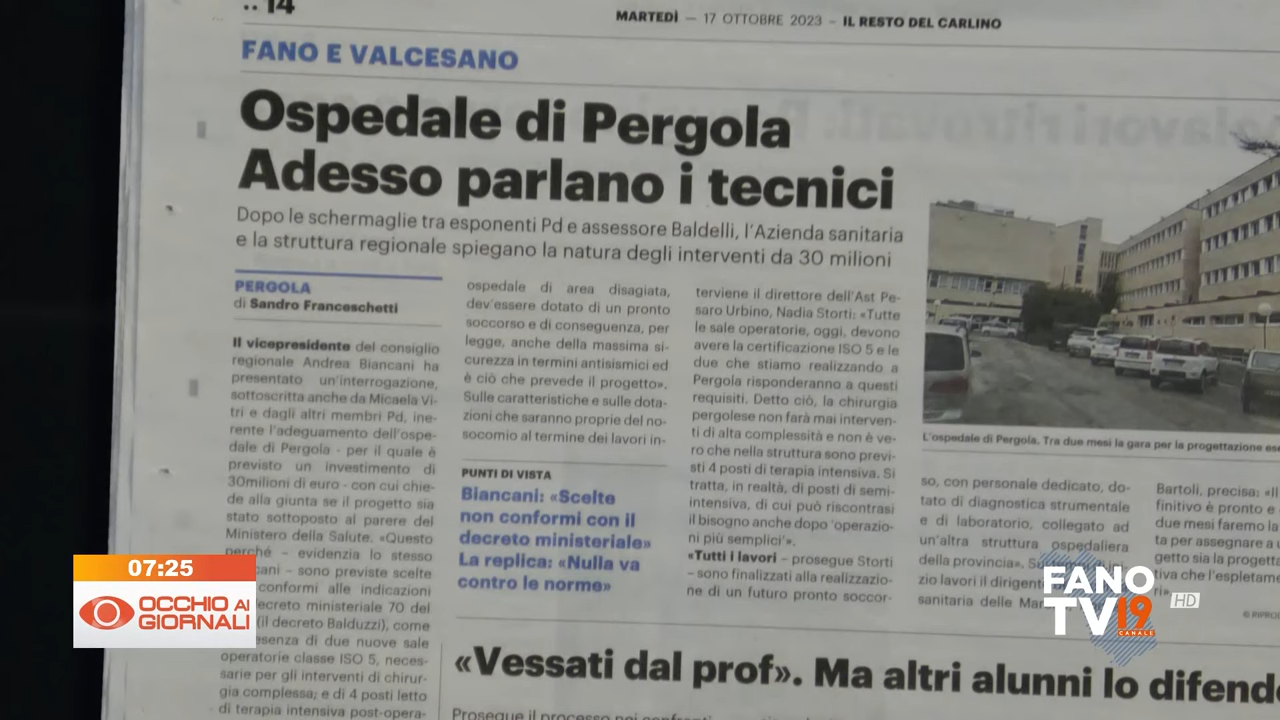 14
MARTEDÌ — 17 OTTOBRE 2023 – IL RESTO DEL CARLINO
FANO E VALCESANO
Ospedale di Pergola
Adesso parlano i tecnici
Dopo le schermaglie tra esponenti Pd e assessore Baldelli, l'Azienda sanitaria
e la struttura regionale spiegano la natura degli interventi da 30 milioni
PERGOLA
di Sandro Franceschetti
Il vicepresidente del consiglio
regionale Andrea Biancani ha
presentato un'interrogazione,
sottoscritta anche da Micaela Vi-
tri e dagli altri membri Pd, ine-
rente l'adeguamento dell'ospe-
dale di Pergola - per il quale è
previsto un investimento di
30milioni di euro - con cui chie-
de alla giunta se il progetto sia
stato sottoposto al parere del
Ministero della Salute. «Questo
perché – evidenzia lo stesso
cani – sono previste scelte
conformi alle indicazioni
decreto ministeriale 70 del
(il decreto Balduzzi), come
esenza di due nuove sale
operatorie classe ISO 5, neces-
sarie per gli interventi di chirur-
gia complessa; e di 4 posti letto
di terapia intensiva post-opera-
ospedale di area disagiata,
dev'essere dotato di un pronto
soccorso e di conseguenza, per
legge, anche della massima si-
curezza in termini antisismici ed
è ciò che prevede il progetto».
Sulle caratteristiche e sulle dota-
zioni che saranno proprie del no-
socomio al termine dei lavori in-
PUNTI DI VISTA
Biancani: «Scelte
non conformi con il
decreto ministeriale»
La replica: «Nulla va
contro le norme»
terviene il direttore dell'Ast Pe-
saro Urbino, Nadia Storti: «Tutte
le sale operatorie, oggi, devono
avere la certificazione ISO 5 e le
due che stiamo realizzando a
Pergola risponderanno a questi
requisiti. Detto ciò, la chirurgia
pergolese non farà mai interven-
ti di alta complessità e non è ve-
ro che nella struttura sono previ-
sti 4 posti di terapia intensiva. Si
tratta, in realtà, di posti di semi-
intensiva, di cui può riscontrasi
il bisogno anche dopo 'operazio-
ni più semplici'».
«Tutti i lavori – prosegue Storti
– sono finalizzati alla realizzazio-
ne di un futuro pronto soccor-
L'ospedale di Pergola. Tra due mesi la gara per la progettazione ese
so, con personale dedicato, do-
tato di diagnostica strumentale
e di laboratorio, collegato ad
un'altra struttura ospedaliera
della provincia». Su
zio lavori il dirigen
sanitaria delle Mar
Bartoli, precisa: «Il
finitivo è pronto e
due mesi faremo la
ta per assegnare a
getto sia la progett
tiva che l'espletam
ri».
«Vessati dal prof». Ma altri alunni lo difend
07:25
OCCHIO AI
GIORNALI
FANO
TV 19
CANALE
HD